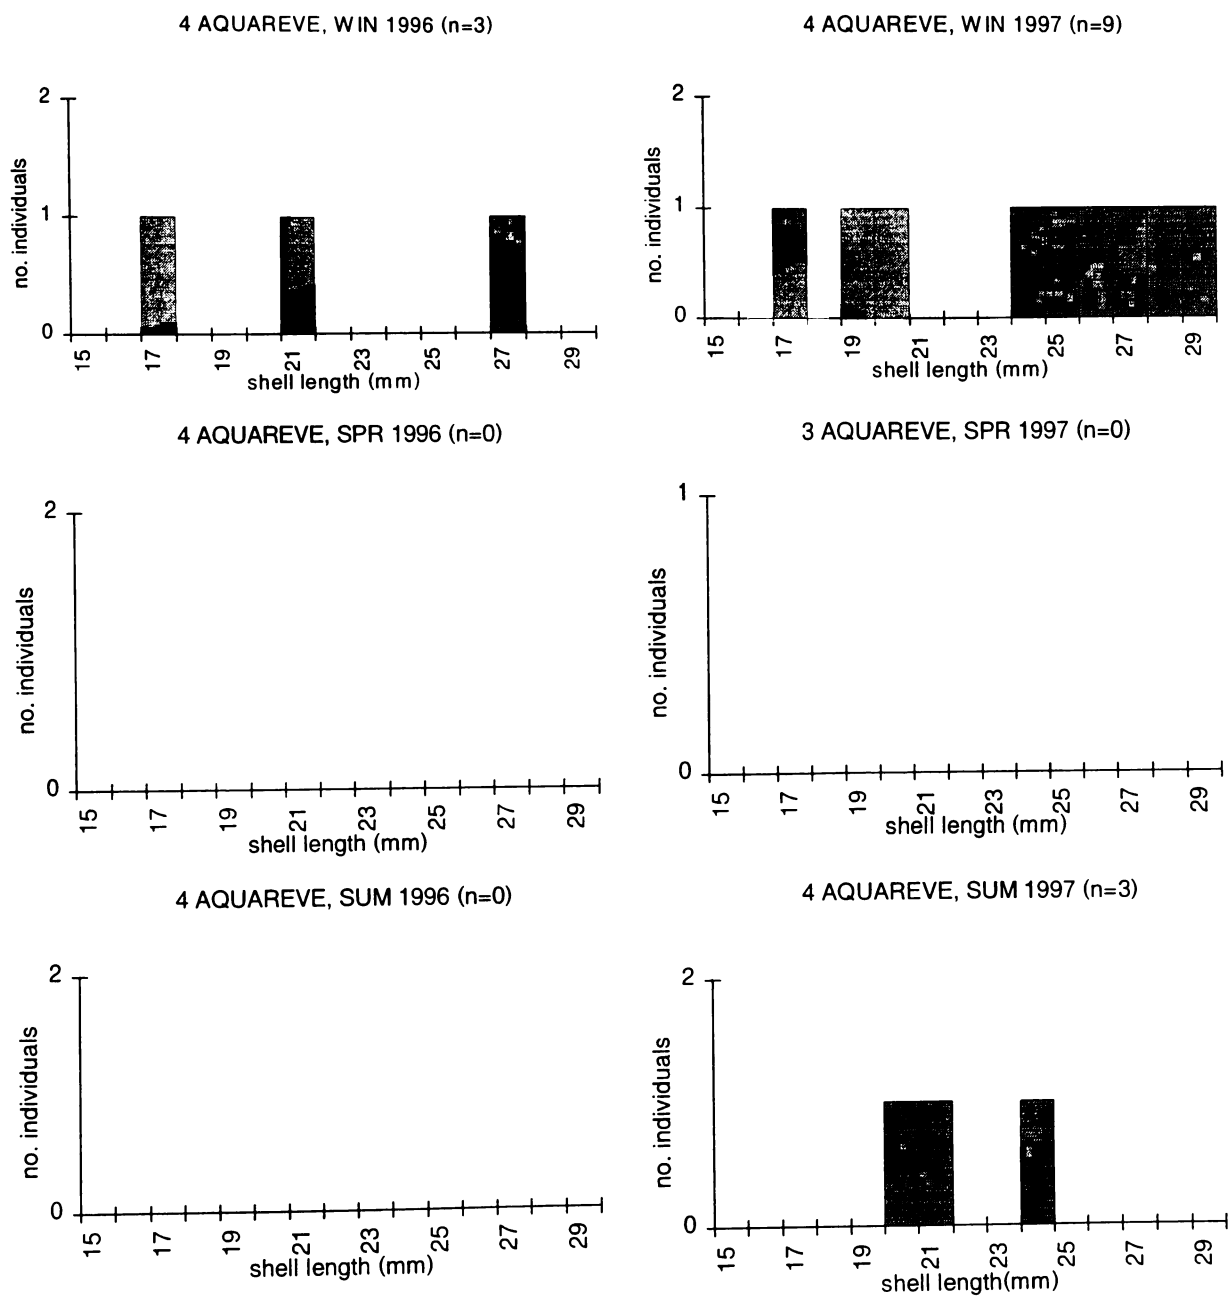 4 AQUAREVE, WIN 1996 (n=3)
2
1
0
no. individuals
15 17 19 21 23 25 27 29
shell length (mm)
4 AQUAREVE, WIN 1997 (n=9)
2
1
0
no. individuals
15 17 19 21 23 25 27 29
shell length (mm)
4 AQUAREVE, SPR 1996 (n=0)
2
0
no. individuals
15 17 19 21 23 25 27 29
shell length (mm)
3 AQUAREVE, SPR 1997 (n=0)
1
0
no. individuals
15 17 19 21 23 25 27 29
shell length (mm)
4 AQUAREVE, SUM 1996 (n=0)
2
0
no. individuals
15 17 19 21 23 25 27 29
shell length (mm)
4 AQUAREVE, SUM 1997 (n=3)
2
0
no. individuals
15 17 19 21 23 25 27 29
shell length(mm)